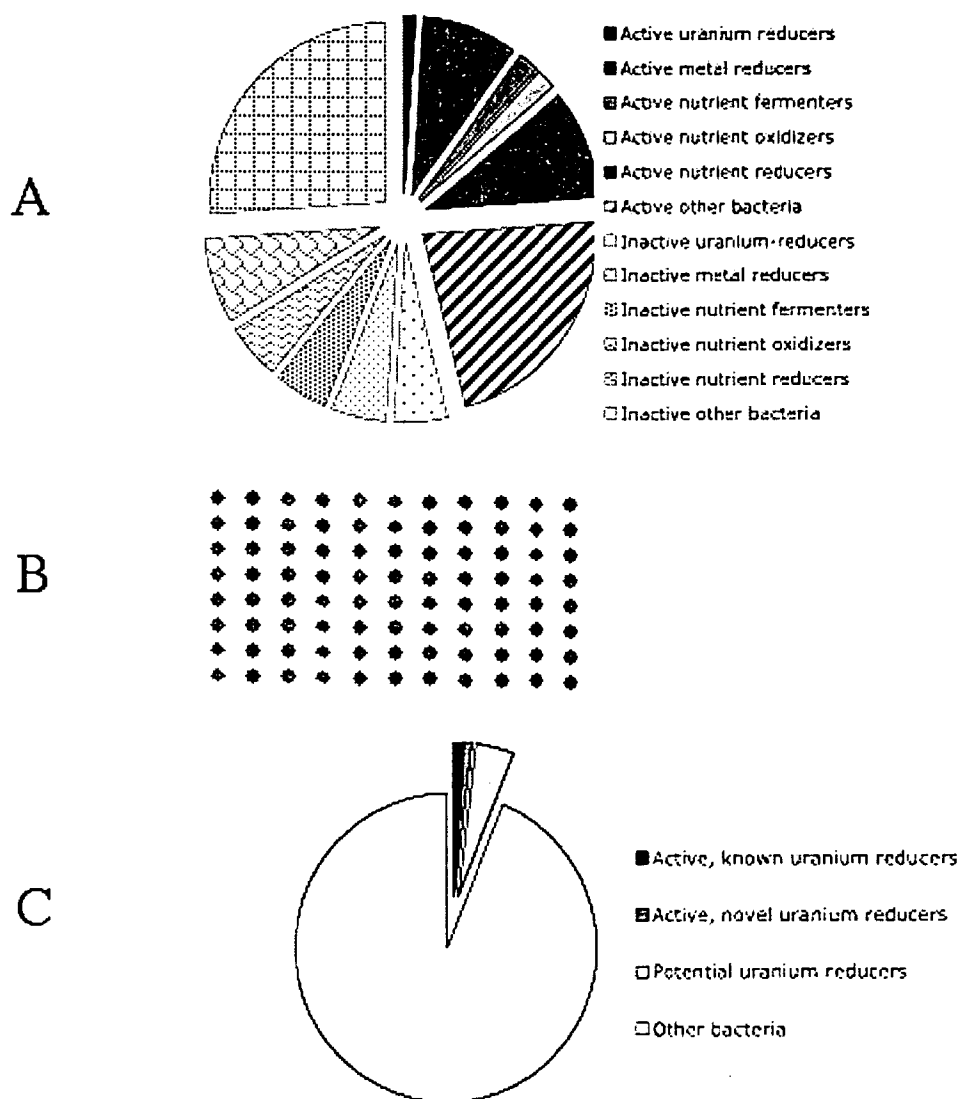 A
Active uranium reducers
Active metal reducers
Active nutrient fermenters
Active nutrient oxidizers
Active nutrient reducers
Active other bacteria
Inactive uranium-reducers
Inactive metal reducers
Inactive nutrient fermenters
Inactive nutrient oxidizers
Inactive nutrient reducers
Inactive other bacteria
B
C
Active, known uranium reducers
Active, novel uranium reducers
Potential uranium reducers
Other bacteria